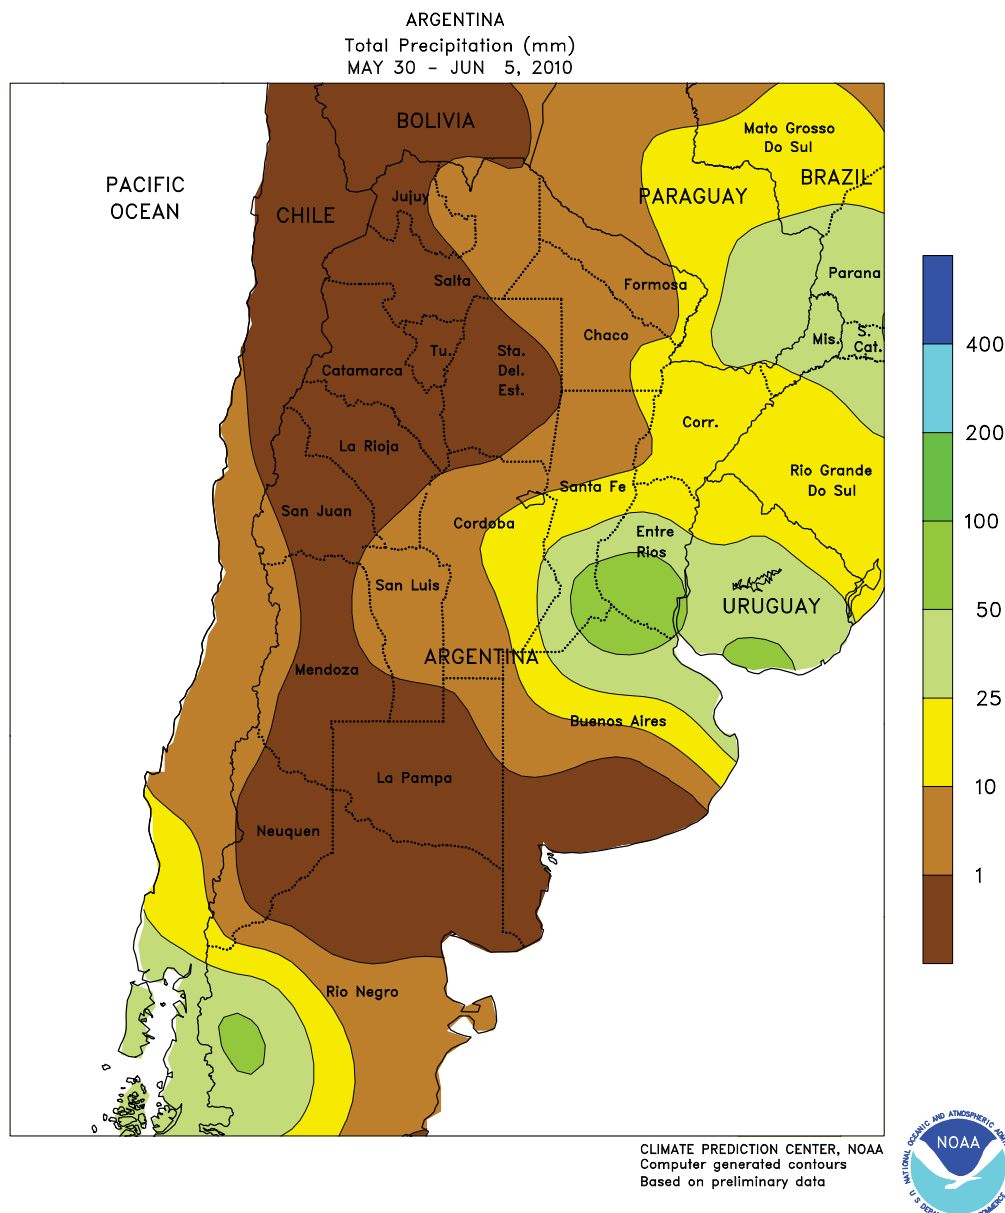 ARGENTINA
Total Precipitation (mm)
MAY 30 - JUN 5, 2010
BOLIVIA
Mato Grosso
Do Sul
PACIFIC
OCEAN
CHILE
Jujuy
PARAGUAY
BRAZIL
Salta
Formosa
Parana
Chaco
Mis.
S.
Cat.
Tu.
Sta.
Del.
Est.
Catamarca
Corr.
La Rioja
Rio Grande
Do Sul
Santa Fe
San Juan
Cordoba
Entre
Rios
San Luis
URUGUAY
ARGENTINA
Mendoza
Buenos Aires
La Pampa
Neuquen
Rio Negro
400
200
100
50
25
10
1
CLIMATE PREDICTION CENTER, NOAA
Computer generated contours
Based on preliminary data
NATIONAL OCEANIC AND ATMOSPHERIC
NOAA